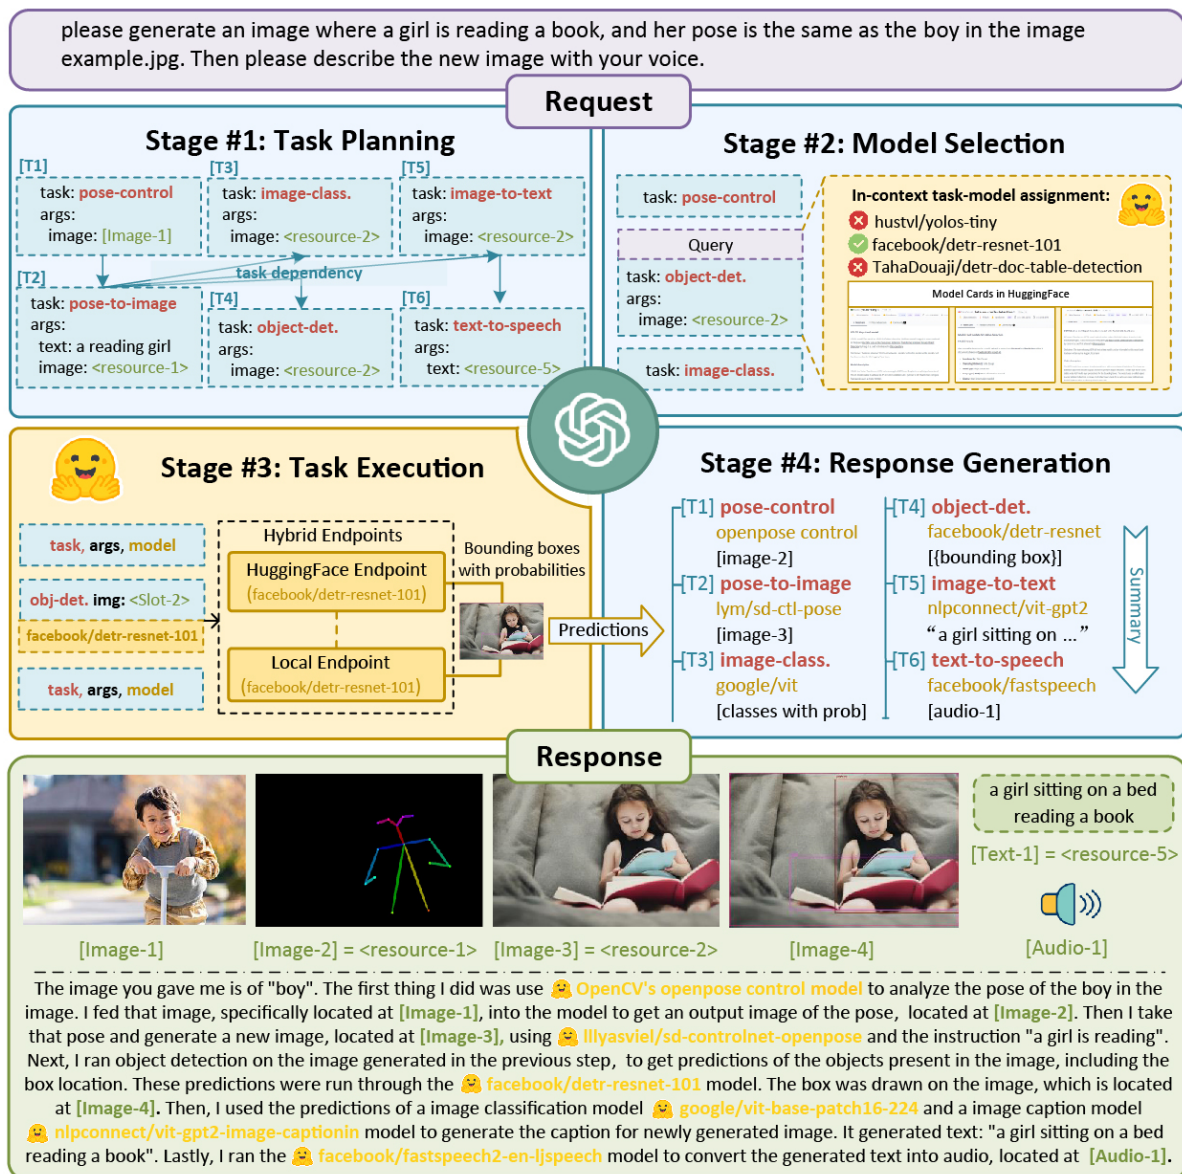 please generate an image where a girl is reading a book, and her pose is the same as the boy in the image
example.jpg. Then please describe the new image with your voice.
Request
Stage #1: Task Planning
[T1]
task: pose-control
args:
image: [Image-1]
[T3]
task: image-class.
args:
image: <resource-2>
[T5]
task: image-to-text
args:
image: <resource-2>
task dependency
[T2]
task: pose-to-image
args:
text: a reading girl
image: <resource-1>
[T4]
task: object-det.
args:
image: <resource-2>
[T6]
task: text-to-speech
args:
text: <resource-5>
Stage #2: Model Selection
task: pose-control
Query
task: object-det.
args:
image: <resource-2>
task: image-class.
In-context task-model assignment:
hustvl/yolos-tiny
facebook/detr-resnet-101
TahaDouaji/detr-doc-table-detection
Model Cards in HuggingFace
Stage #3: Task Execution
task, args, model
obj-det. img: <Slot-2>
facebook/detr-resnet-101
task, args, model
Hybrid Endpoints
HuggingFace Endpoint
(facebook/detr-resnet-101)
Local Endpoint
(facebook/detr-resnet-101)
Bounding boxes
with probabilities
Predictions
Stage #4: Response Generation
[T1] pose-control
openpose control
[image-2]
[T2] pose-to-image
lym/sd-ctl-pose
[image-3]
[T3] image-class.
google/vit
[classes with prob]
[T4] object-det.
facebook/detr-resnet
[{bounding box}]
[T5] image-to-text
nlpconnect/vit-gpt2
“a girl sitting on ...”
[T6] text-to-speech
facebook/fastspeech
[audio-1]
Summary
Response
a girl sitting on a bed
reading a book
[Text-1] = <resource-5>
[Image-1]
[Image-2] = <resource-1>
[Image-3] = <resource-2>
[Image-4]
[Audio-1]
The image you gave me is of "boy". The first thing I did was use OpenCV's openpose control model to analyze the pose of the boy in the
image. I fed that image, specifically located at [Image-1], into the model to get an output image of the pose, located at [Image-2]. Then I take
that pose and generate a new image, located at [Image-3], using lllyasviel/sd-controlnet-openpose and the instruction "a girl is reading".
Next, I ran object detection on the image generated in the previous step, to get predictions of the objects present in the image, including the
box location. These predictions were run through the facebook/detr-resnet-101 model. The box was drawn on the image, which is located
at [Image-4]. Then, I used the predictions of a image classification model google/vit-base-patch16-224 and a image caption model
nlpconnect/vit-gpt2-image-captionin model to generate the caption for newly generated image. It generated text: "a girl sitting on a bed
reading a book". Lastly, I ran the facebook/fastspeech2-en-ljspeech model to convert the generated text into audio, located at [Audio-1].